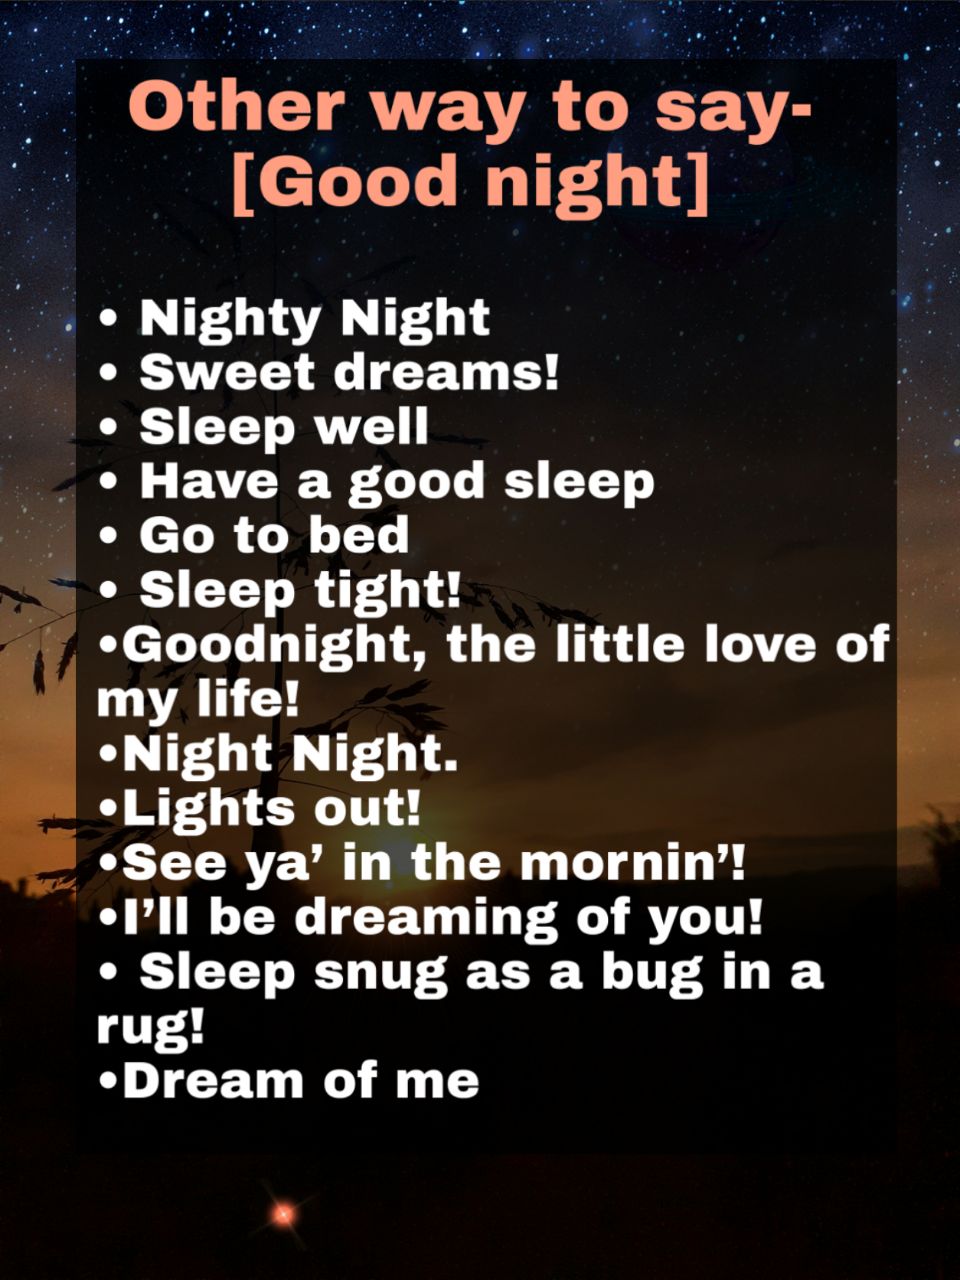 Other way to say-
[Good night]
• Nighty Night
• Sweet dreams!
• Sleep well
• Have a good sleep
• Go to bed
• Sleep tight!
•Goodnight, the little love of
my life!
•Night Night.
•Lights out!
•See ya’ in the mornin’!
•I’ll be dreaming of you!
• Sleep snug as a bug in a
rug!
•Dream of me